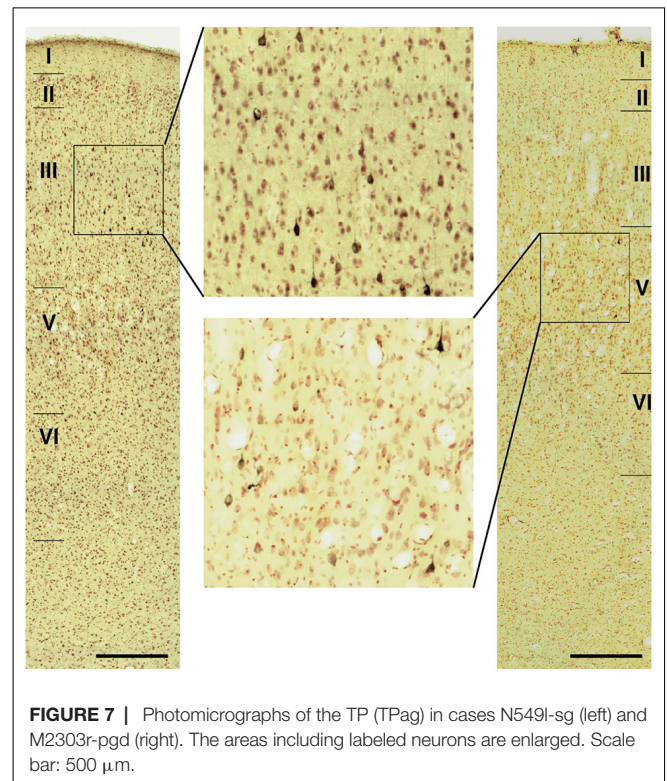 I
II
III
V
VI
I
II
III
V
VI
FIGURE 7 | Photomicrographs of the TP (TPag) in cases N549l-sg (left) and
M2303r-pgd (right). The areas including labeled neurons are enlarged. Scale
bar: 500 μm.